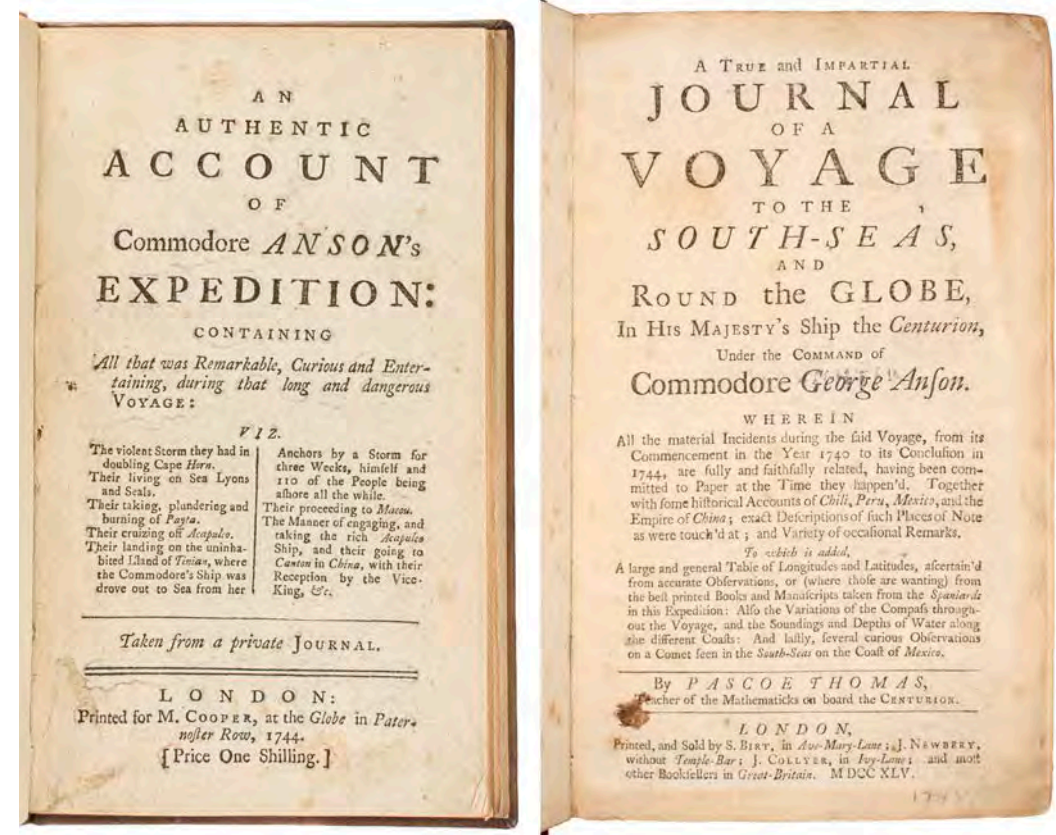 AN
AUTHENTIC
ACCOUNT
OF
Commodore ANSON's
EXPEDITION:
CONTAINING
All that was Remarkable, Curious and Enter-
taining, during that long and dangerous
VOYAGE:
VIZ.
The violent Storm they had in
doubling Cape Horn.
Their living on Sea Lyons
and Seals.
Their taking, plundering and
burning of Payta.
Their cruizing off Acapulco.
Their landing on the uninha-
bited Island of Tenian, where
the Commodore's Ship was
drove out to Sea from her
Anchors by a Storm for
three Weeks, himself and
110 of the People being
aſhore all the while.
Their proceeding to Macou.
The Manner of engaging, and
taking the rich Acapulco
Ship, and their going to
Canton in China, with their
Reception by the Vice-
King, &c.
Taken from a private JOURNAL.
LONDON:
Printed for M. COOPER, at the Globe in Pater-
noſter Row, 1744.
[Price One Shilling.]
A TRUE and IMPARTIAL
JOURNAL
OF A
VOYAGE
TO THE
SOUTH-SEAS,
AND
ROUND the GLOBE,
In HIS MAJESTY's Ship the Centurion,
Under the COMMAND of
Commodore George Anſon.
WHEREIN
All the material Incidents during the ſaid Voyage, from its
Commencement in the Year 1740 to its Concluſion in
1744, are fully and faithfully related, having been com-
mitted to Paper at the Time they happen'd. Together
with ſome hiſtorical Accounts of Chili, Peru, Mexico, and the
Empire of China; exact Deſcriptions of ſuch Places of Note
as were touch'd at; and Variety of occaſional Remarks.
To which is added,
A large and general Table of Longitudes and Latitudes, aſcertain'd
from accurate Obſervations, or (where thoſe are wanting) from
the beſt printed Books and Manuſcripts taken from the Spaniards
in this Expedition: Alſo the Variations of the Compaſs through-
out the Voyage, and the Soundings and Depths of Water along
the different Coaſts: And laſtly, ſeveral curious Obſervations
on a Comet ſeen in the South-Seas on the Coaſt of Mexico.
By PASCOE THOMAS,
Teacher of the Mathematicks on board the CENTURION.
LONDON,
Printed, and Sold by S. BIRT, in Ave-Mary-Lane; J. NEWBERY,
without Temple-Bar; J. COLLYER, in Ivy-Lane; and moſt
other Bookſellers in Great-Britain. M DCC XLV.